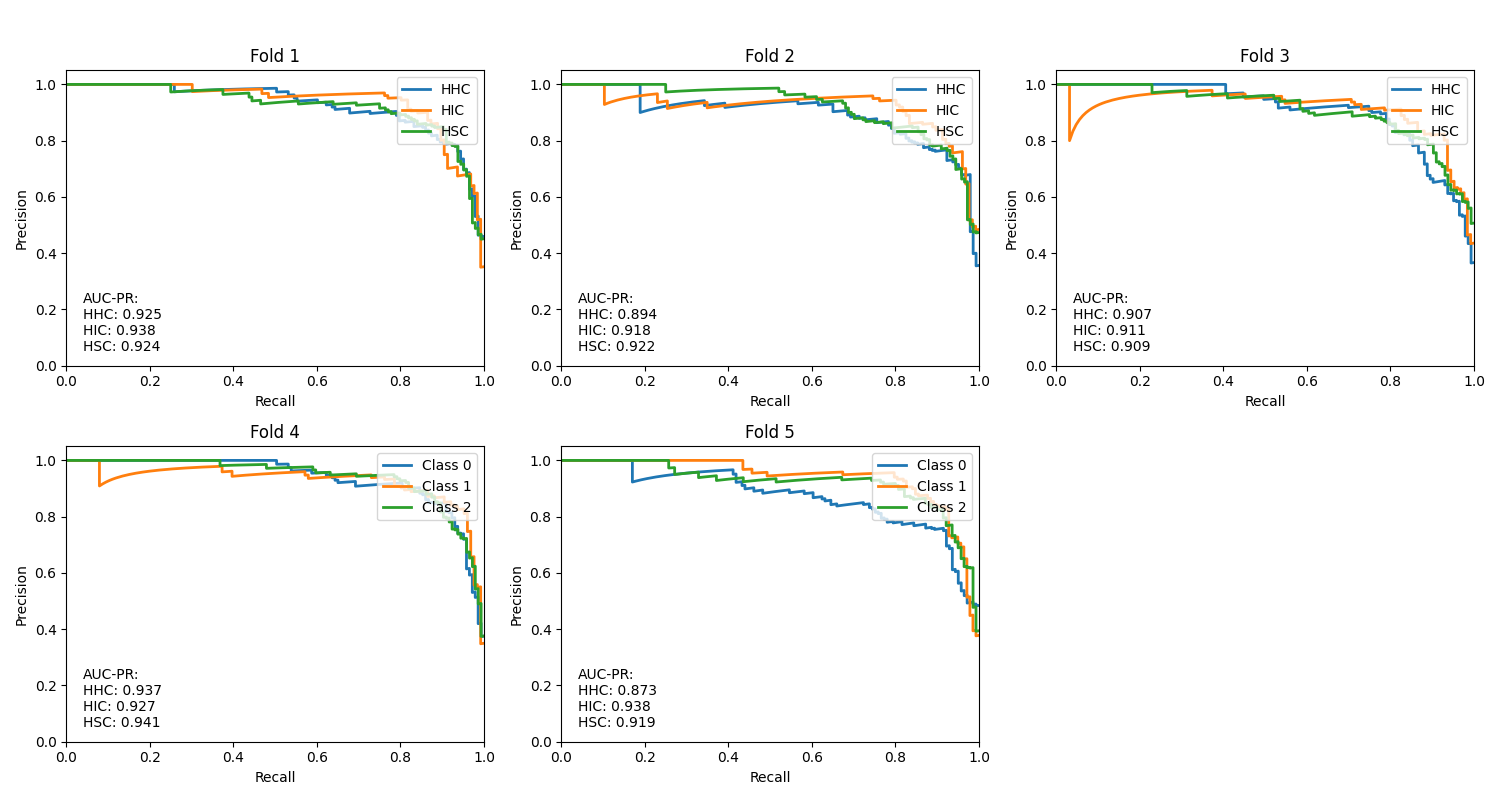 Fold 1
Precision
1.0
0.8
0.6
0.4
0.2
0.0
HHC
HIC
HSC
AUC-PR:
HHC: 0.925
HIC: 0.938
HSC: 0.924
0.0 0.2 0.4 0.6 0.8 1.0
Recall
Fold 2
Precision
1.0
0.8
0.6
0.4
0.2
0.0
HHC
HIC
HSC
AUC-PR:
HHC: 0.894
HIC: 0.918
HSC: 0.922
0.0 0.2 0.4 0.6 0.8 1.0
Recall
Fold 3
Precision
1.0
0.8
0.6
0.4
0.2
0.0
HHC
HIC
HSC
AUC-PR:
HHC: 0.907
HIC: 0.911
HSC: 0.909
0.0 0.2 0.4 0.6 0.8 1.0
Recall
Fold 4
Precision
1.0
0.8
0.6
0.4
0.2
0.0
Class 0
Class 1
Class 2
AUC-PR:
HHC: 0.937
HIC: 0.927
HSC: 0.941
0.0 0.2 0.4 0.6 0.8 1.0
Recall
Fold 5
Precision
1.0
0.8
0.6
0.4
0.2
0.0
Class 0
Class 1
Class 2
AUC-PR:
HHC: 0.873
HIC: 0.938
HSC: 0.919
0.0 0.2 0.4 0.6 0.8 1.0
Recall